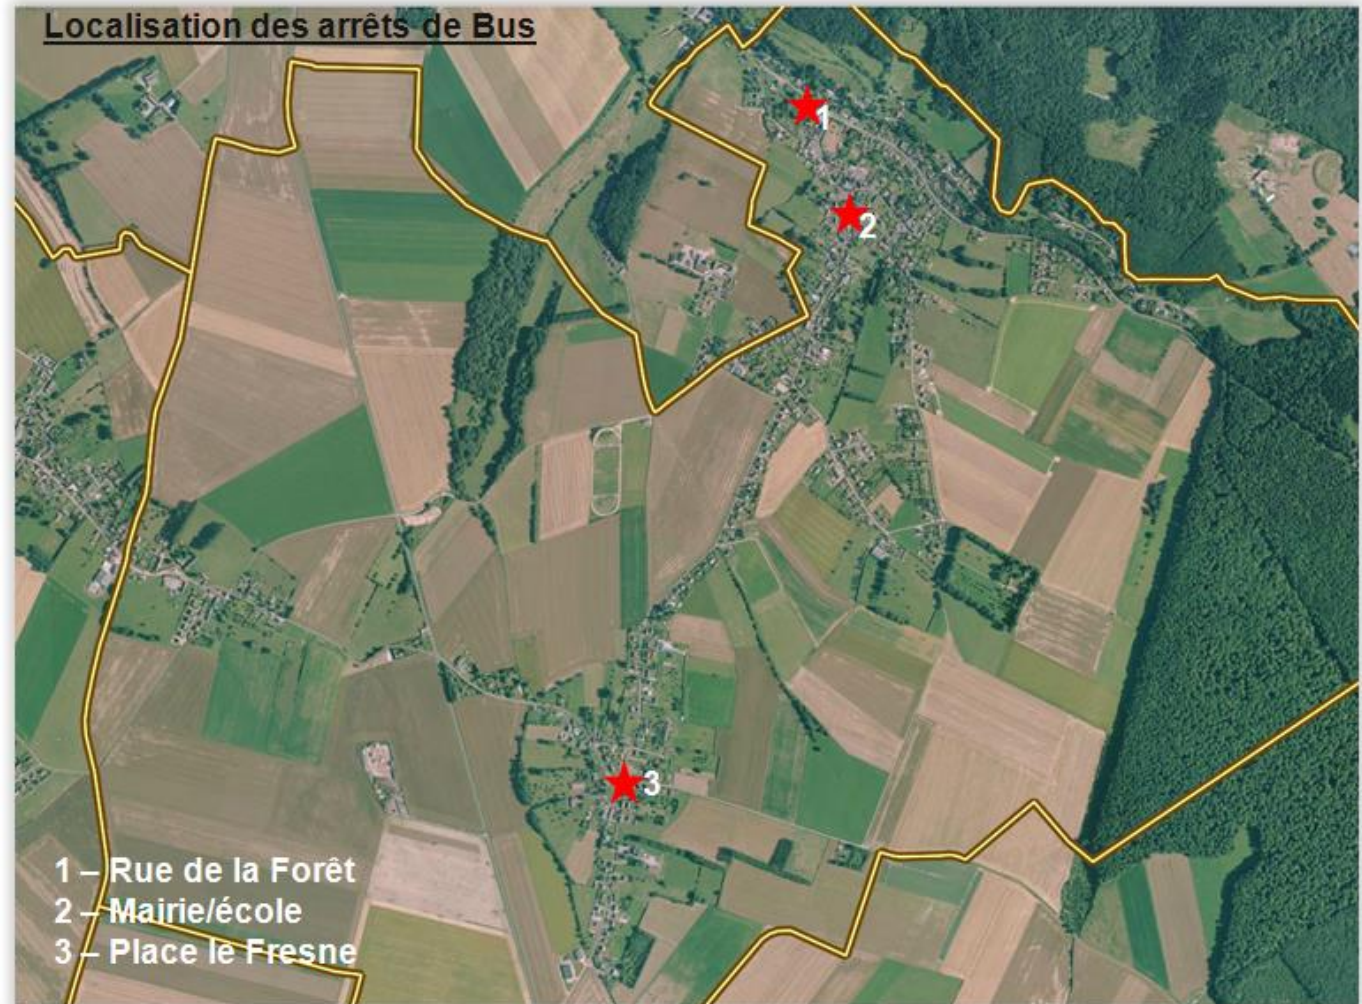 Localisation des arrêts de Bus
1
2
3
1 – Rue de la Forêt
2 – Mairie/école
3 – Place le Fresne